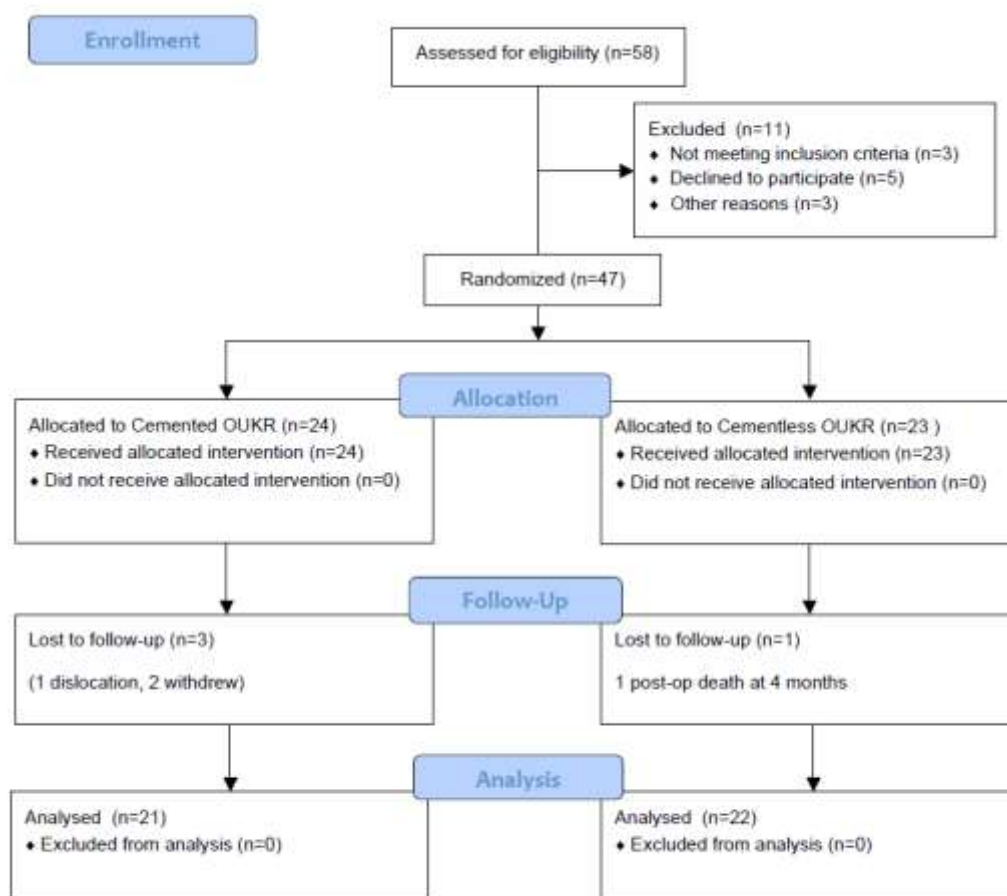 Enrollment
Assessed for eligibility (n=58)
Excluded (n=11)
♦ Not meeting inclusion criteria (n=3)
♦ Declined to participate (n=5)
♦ Other reasons (n=3)
Randomized (n=47)
Allocation
Allocated to Cemented OUKR (n=24)
♦ Received allocated intervention (n=24)
♦ Did not receive allocated intervention (n=0)
Allocated to Cementless OUKR (n=23 )
♦ Received allocated intervention (n=23)
♦ Did not receive allocated intervention (n=0)
Follow-Up
Lost to follow-up (n=3)
(1 dislocation, 2 withdrew)
Lost to follow-up (n=1)
1 post-op death at 4 months
Analysis
Analysed (n=21)
♦ Excluded from analysis (n=0)
Analysed (n=22)
♦ Excluded from analysis (n=0)